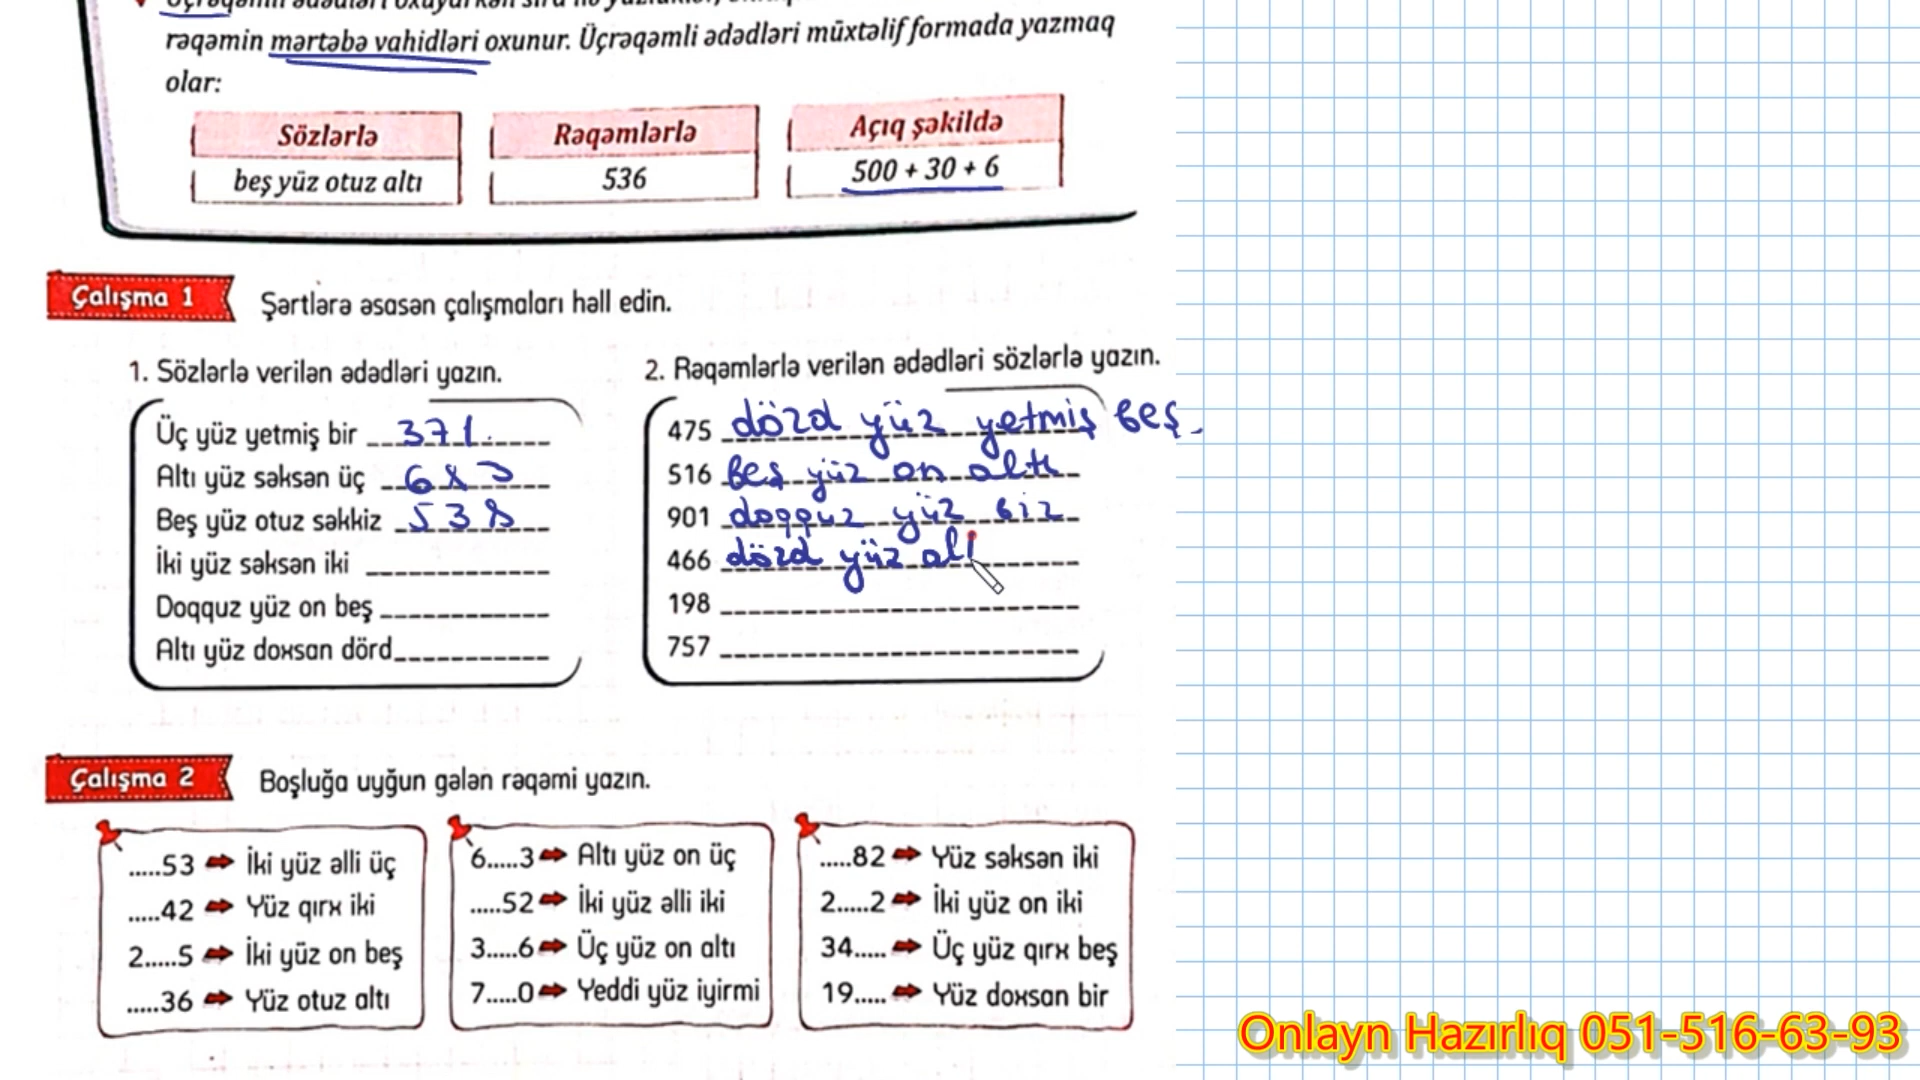 rəqəmin mərtəbə vahidləri oxunur. Üçrəqəmli ədədləri müxtəlif formada yazmaq
olar:
Sözlərlə Rəqəmlərlə Açıq şəkildə
beş yüz otuz altı 536 500 + 30 + 6
Çalışma 1 Şərtlərə əsasən çalışmaları həll edin.
1. Sözlərlə verilən ədədləri yazın.
Üç yüz yetmiş bir 371
Altı yüz səksən üç 683
Beş yüz otuz səkkiz 538
İki yüz səksən iki
Doqquz yüz on beş
Altı yüz doxsan dörd
2. Rəqəmlərlə verilən ədədləri sözlərlə yazın.
475 dörd yüz yetmiş beş
516 beş yüz on altı
901 doqquz yüz bir
466 dörd yüz al
198
757
Çalışma 2 Boşluğa uyğun gələn rəqəmi yazın.
.....53 ➡ İki yüz əlli üç
.....42 ➡ Yüz qırx iki
2.....5 ➡ İki yüz on beş
.....36 ➡ Yüz otuz altı
6.....3 ➡ Altı yüz on üç
.....52 ➡ İki yüz əlli iki
3.....6 ➡ Üç yüz on altı
7.....0 ➡ Yeddi yüz iyirmi
.....82 ➡ Yüz səksən iki
2.....2 ➡ İki yüz on iki
34..... ➡ Üç yüz qırx beş
19..... ➡ Yüz doxsan bir
Onlayn Hazırlıq 051-516-63-93